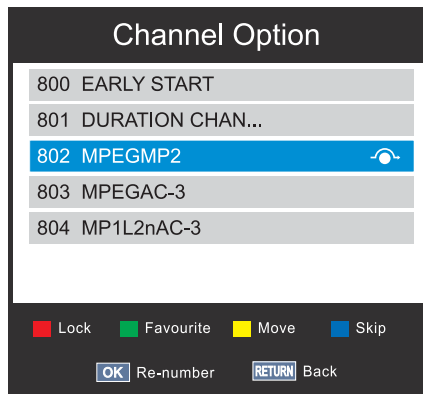 Channel Option
800 EARLY START
801 DURATION CHAN...
802 MPEGMP2
803 MPEGAC-3
804 MP1L2nAC-3
Lock Favourite Move Skip
OK Re-number RETURN Back